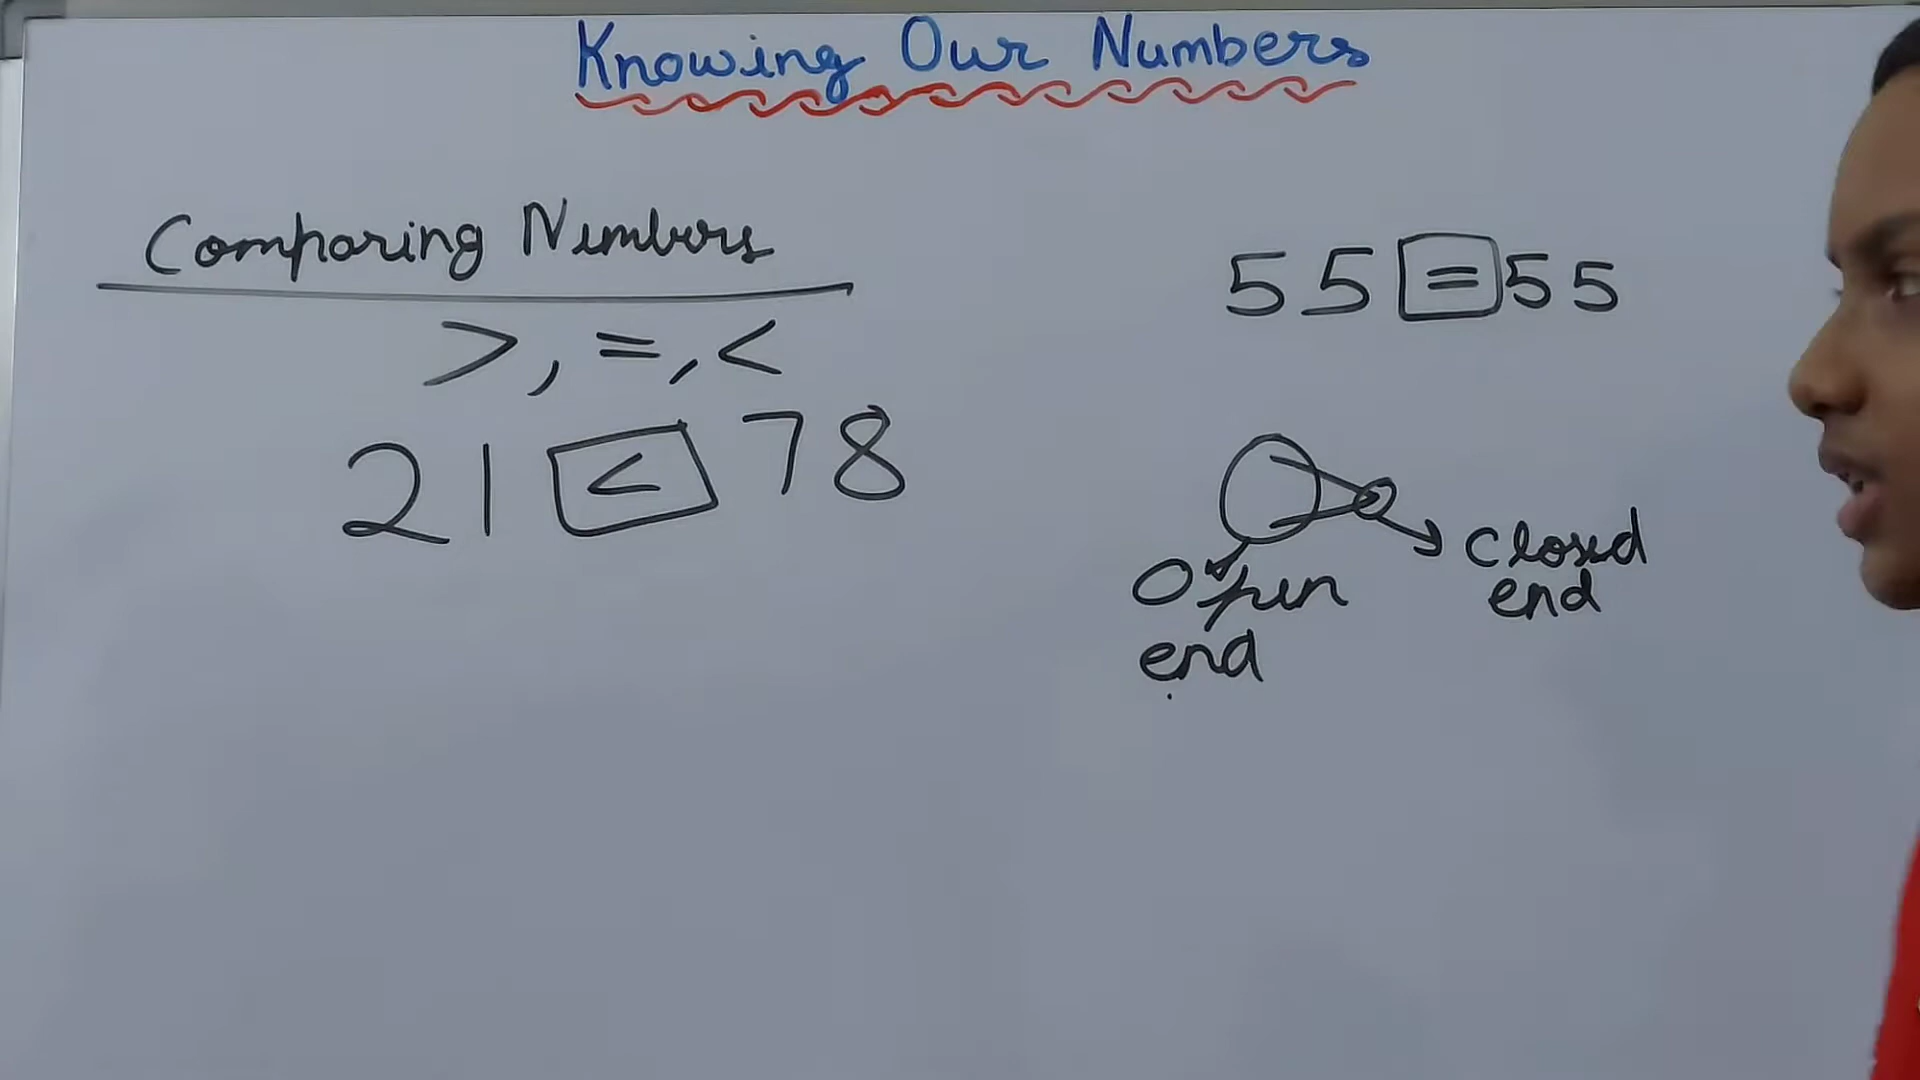 Knowing Our Numbers
Comparing Numbers
>, =, <
21 < 78
55 = 55
Open
end
closed
end